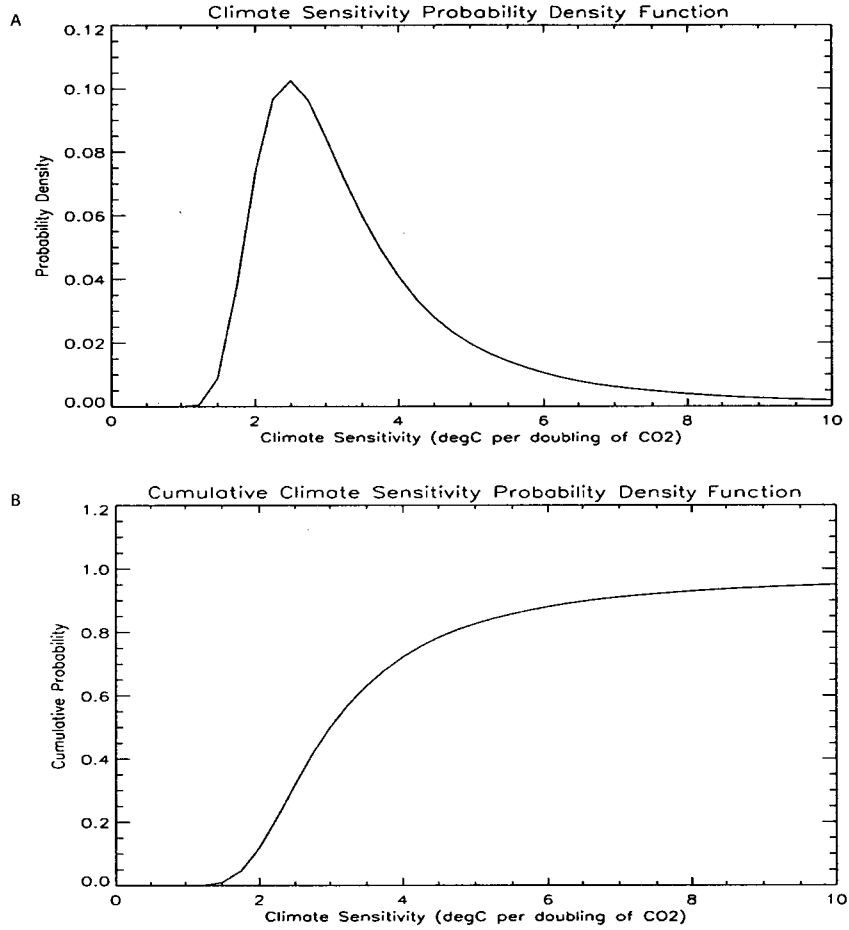 A
Climate Sensitivity Probability Density Function
0.12
0.10
0.08
0.06
0.04
0.02
0.00
Probability Density
0 2 4 6 8 10
Climate Sensitivity (degC per doubling of CO2)
B
Cumulative Climate Sensitivity Probability Density Function
1.2
1.0
0.8
0.6
0.4
0.2
0.0
Cumulative Probability
0 2 4 6 8 10
Climate Sensitivity (degC per doubling of CO2)